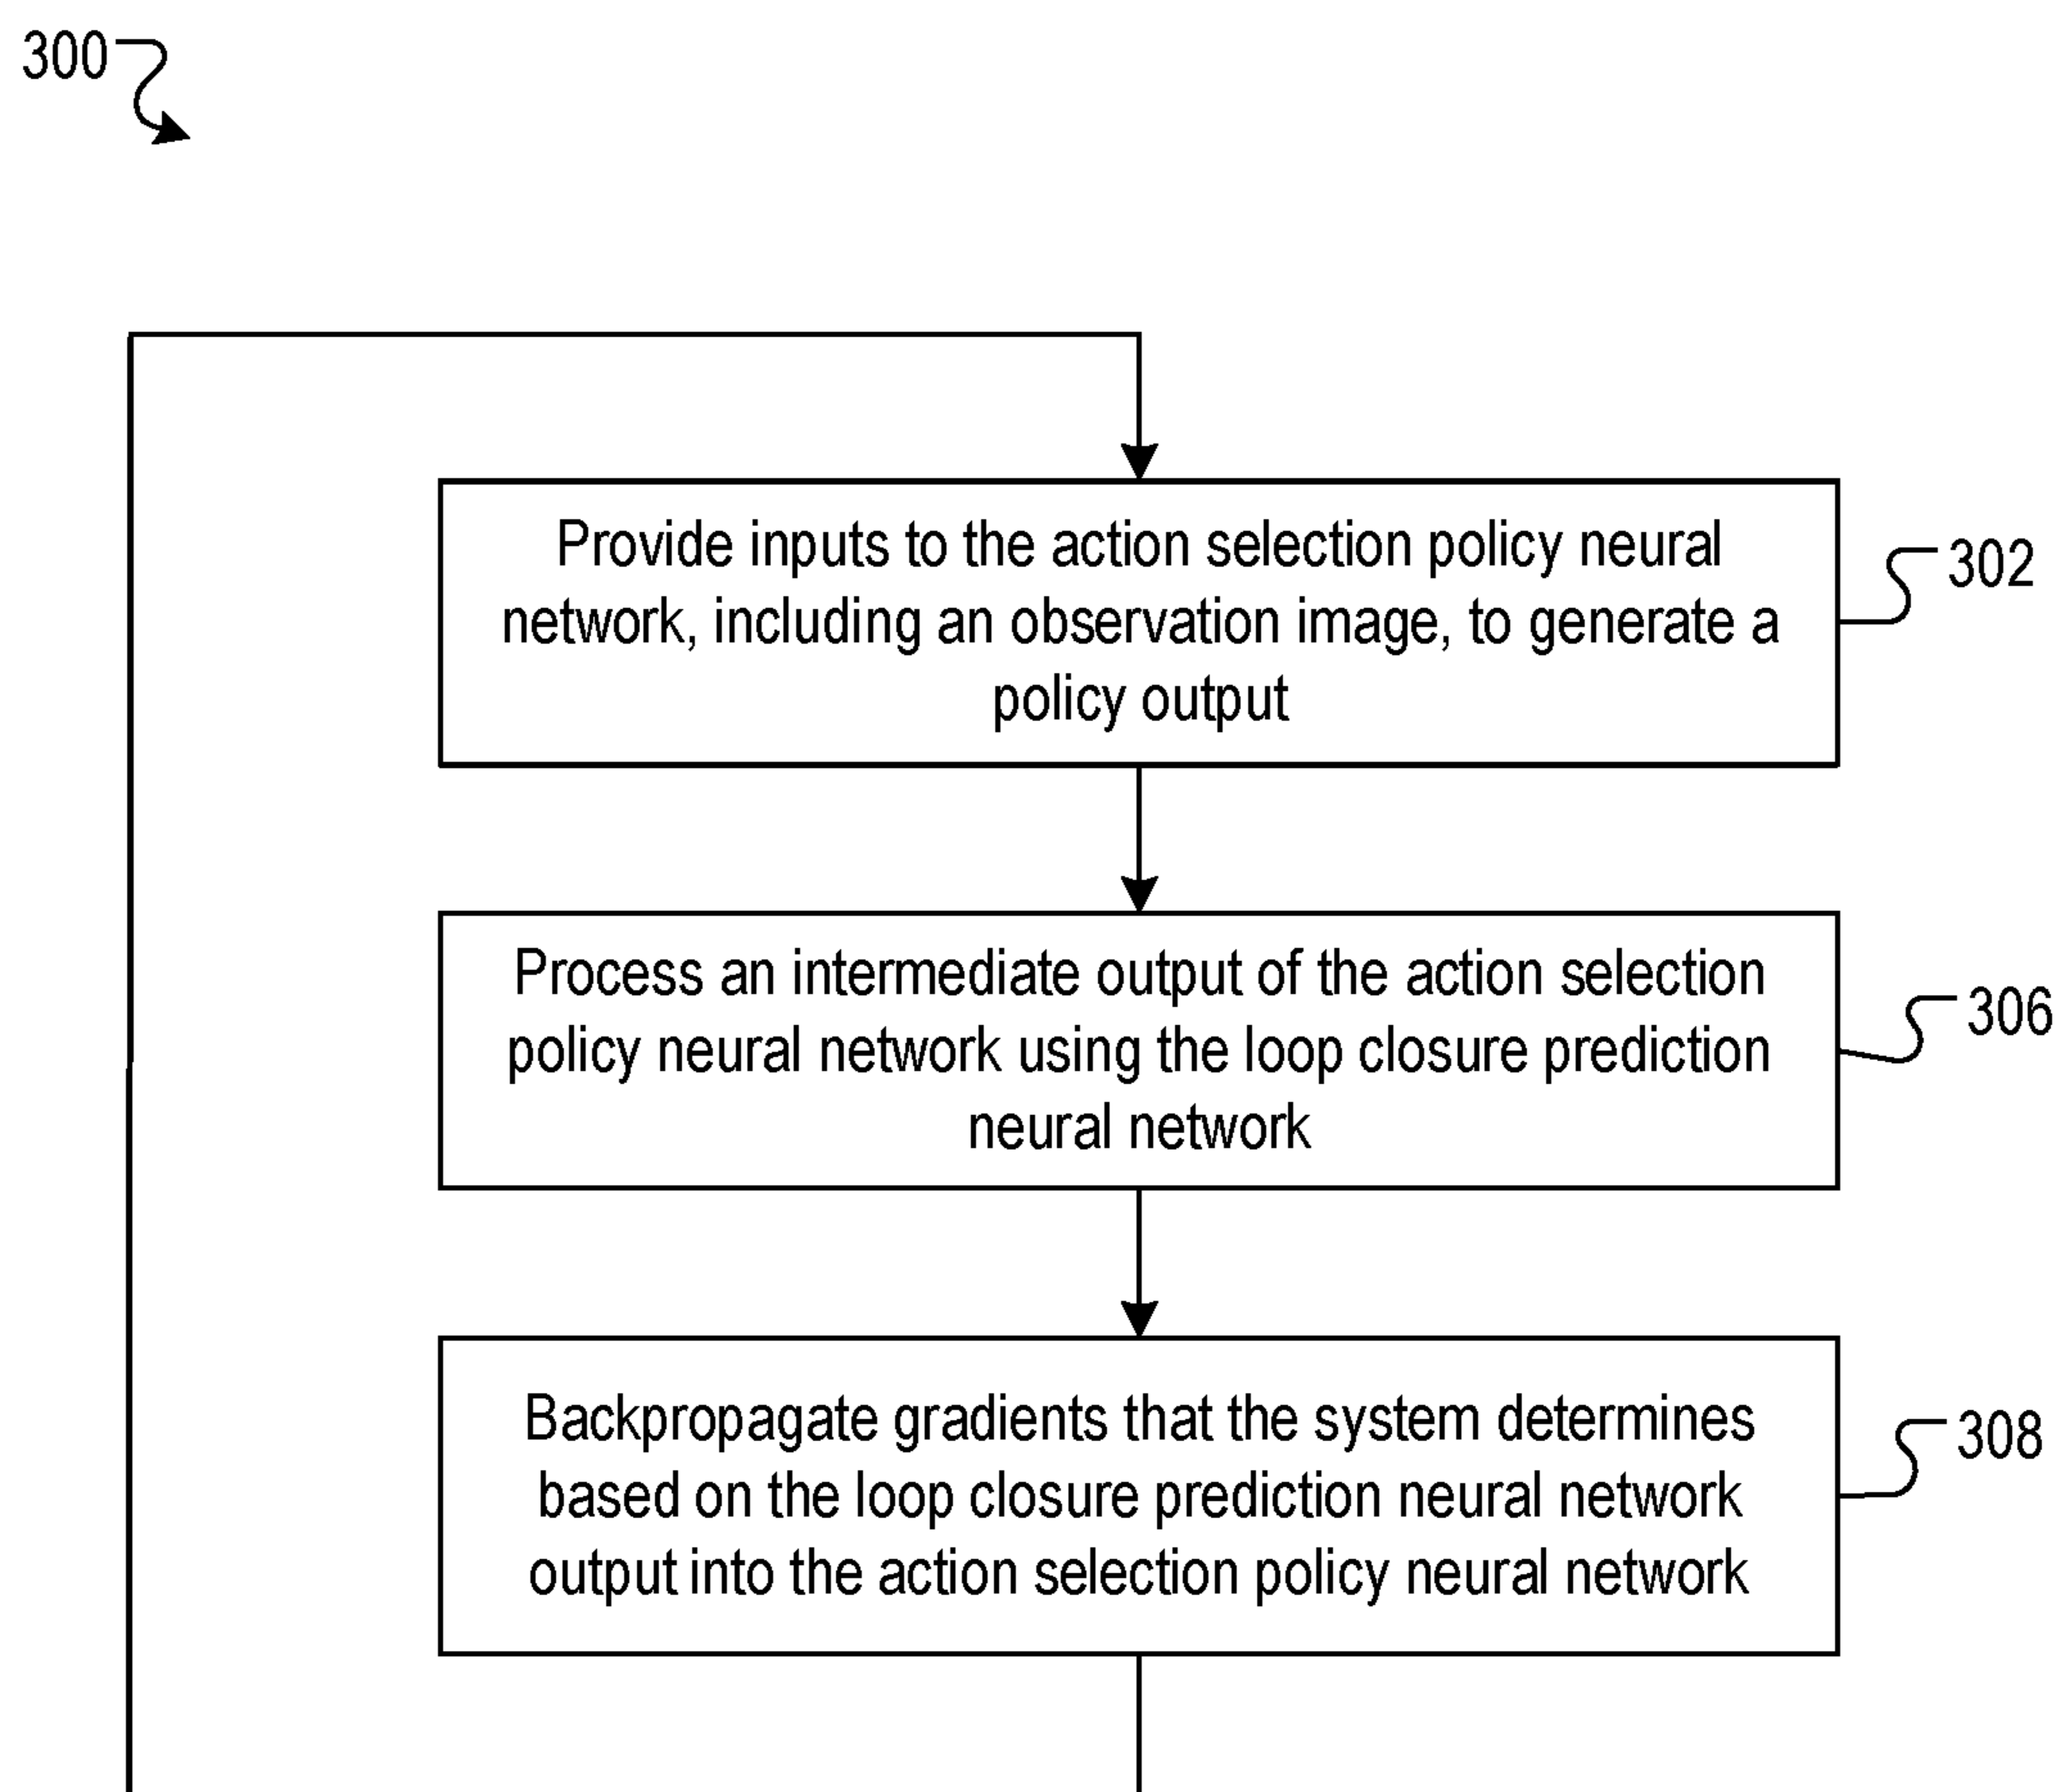 300
Provide inputs to the action selection policy neural
network, including an observation image, to generate a
policy output
302
Process an intermediate output of the action selection
policy neural network using the loop closure prediction
neural network
306
Backpropagate gradients that the system determines
based on the loop closure prediction neural network
output into the action selection policy neural network
308